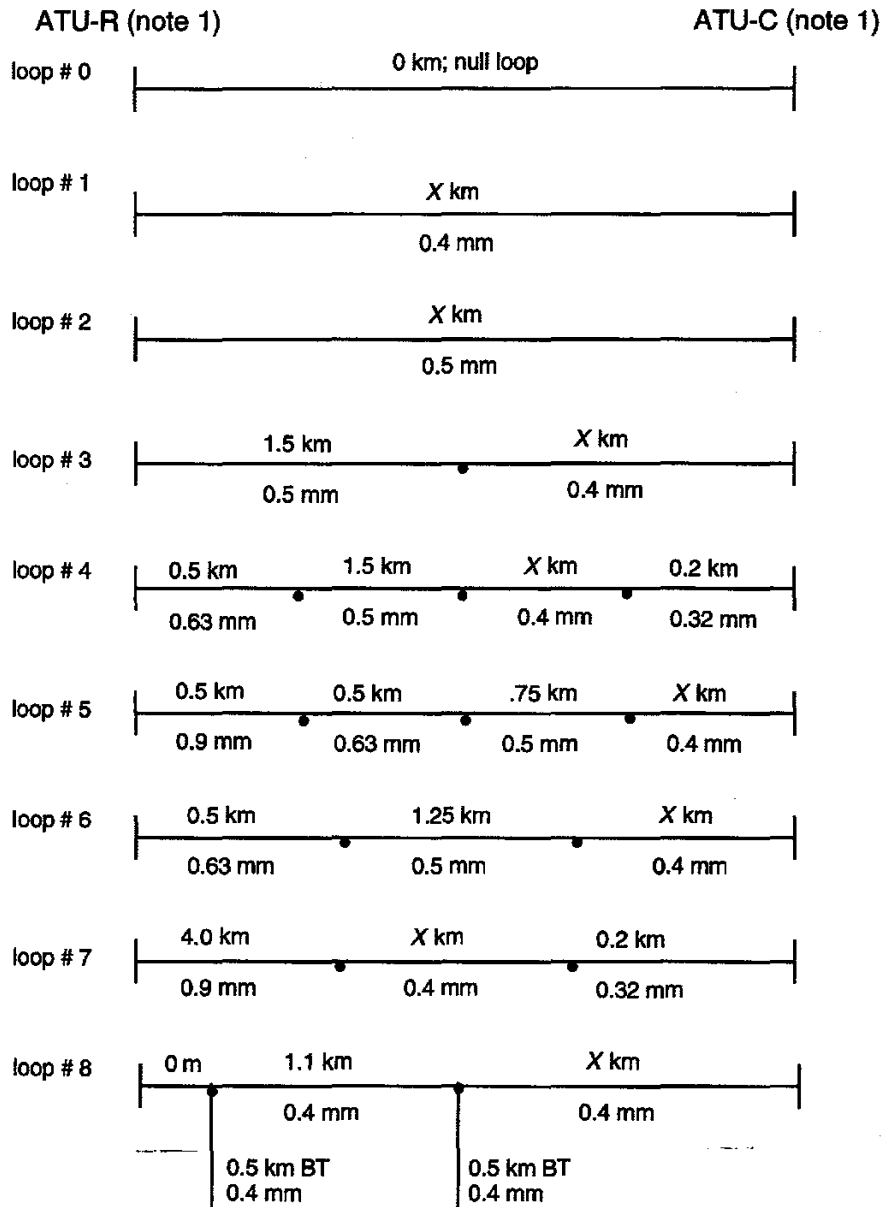 ATU-R (note 1) ATU-C (note 1)
loop # 0 0 km; null loop
loop # 1 X km
0.4 mm
loop # 2 X km
0.5 mm
loop # 3 1.5 km X km
0.5 mm 0.4 mm
loop # 4 0.5 km 1.5 km X km 0.2 km
0.63 mm 0.5 mm 0.4 mm 0.32 mm
loop # 5 0.5 km 0.5 km .75 km X km
0.9 mm 0.63 mm 0.5 mm 0.4 mm
loop # 6 0.5 km 1.25 km X km
0.63 mm 0.5 mm 0.4 mm
loop # 7 4.0 km X km 0.2 km
0.9 mm 0.4 mm 0.32 mm
loop # 8 0 m 1.1 km X km
0.4 mm 0.4 mm
0.5 km BT 0.5 km BT
0.4 mm 0.4 mm